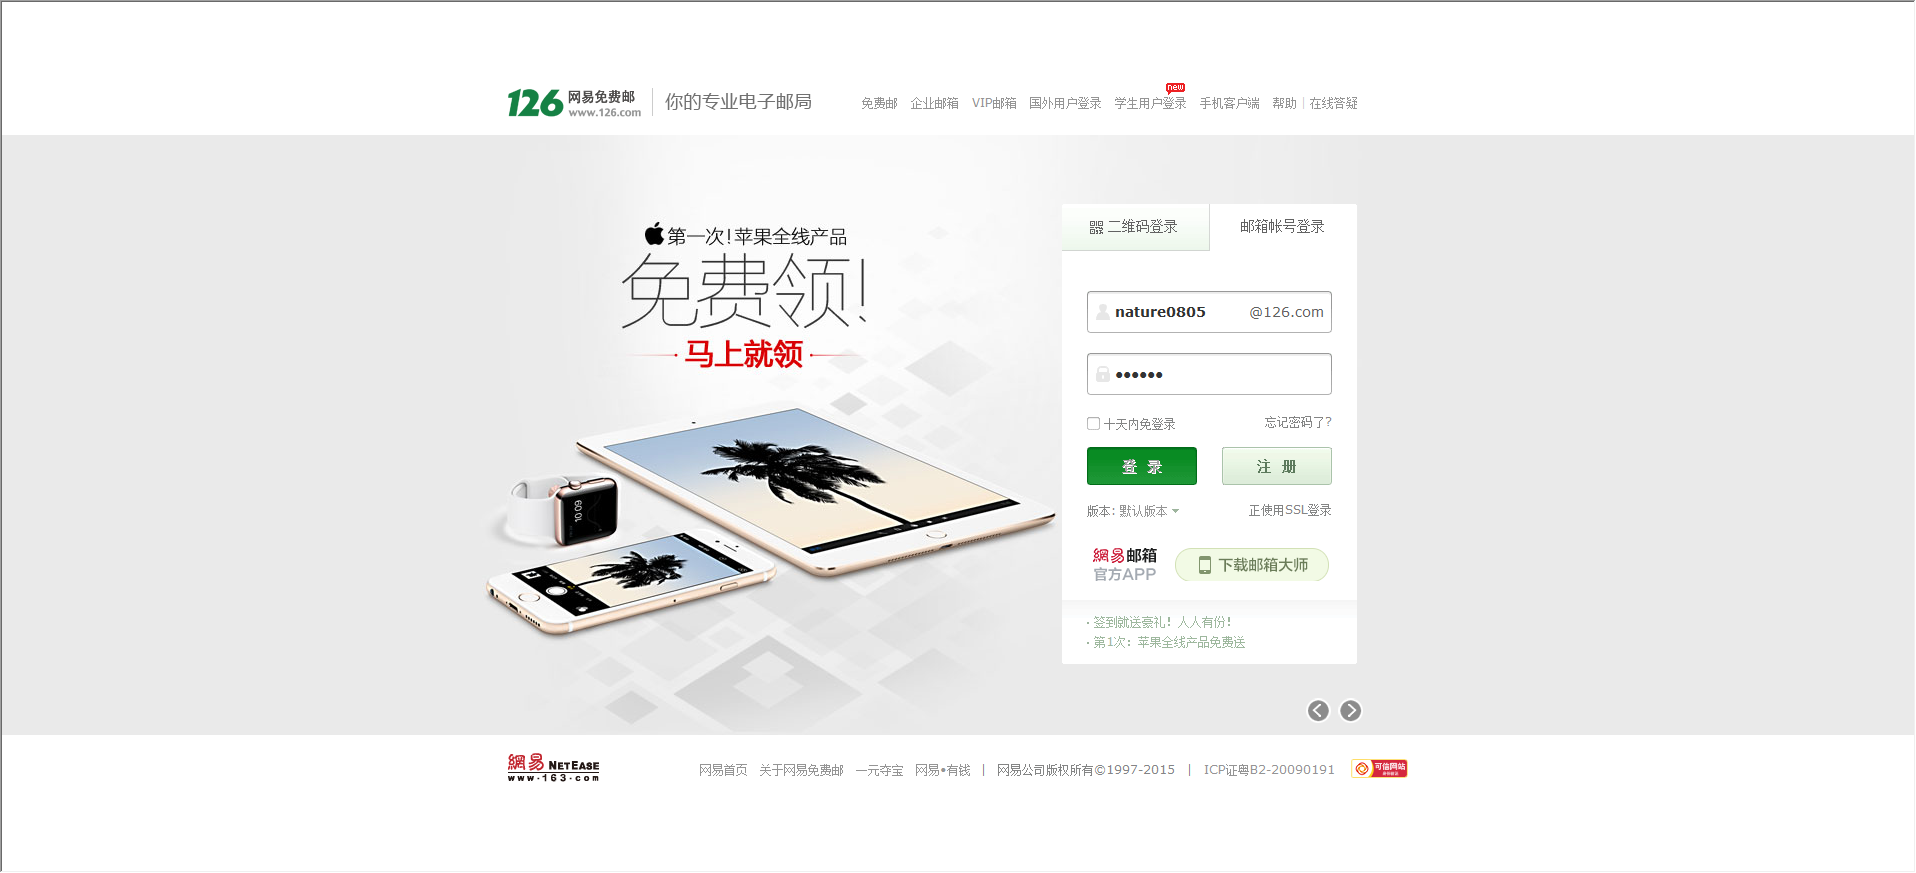 126 网易免费邮 www.126.com 你的专业电子邮局
免费邮 企业邮箱 VIP邮箱 国外用户登录 学生用户登录 new 手机客户端 帮助 | 在线答疑
第一次!苹果全线产品
免费领!
马上就领
10:09
二维码登录 邮箱帐号登录
nature0805 @126.com
••••••
十天内免登录 忘记密码了?
登 录 注 册
版本: 默认版本 正使用SSL登录
網易邮箱
官方APP
下载邮箱大师
· 签到就送豪礼! 人人有份!
· 第1次: 苹果全线产品免费送
網易 NETEASE
www.163.com
网易首页 关于网易免费邮 一元夺宝 网易•有钱 | 网易公司版权所有©1997-2015 | ICP证粤B2-20090191 可信网站